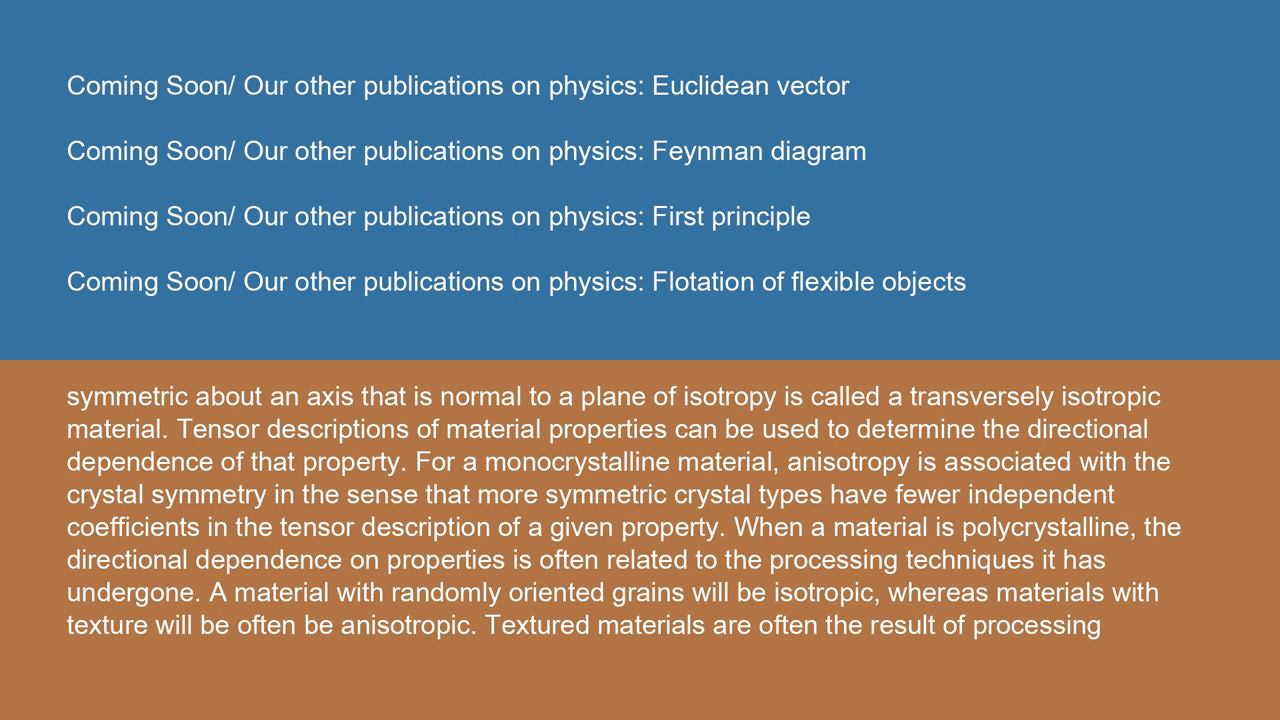 Coming Soon/ Our other publications on physics: Euclidean vector
Coming Soon/ Our other publications on physics: Feynman diagram
Coming Soon/ Our other publications on physics: First principle
Coming Soon/ Our other publications on physics: Flotation of flexible objects
symmetric about an axis that is normal to a plane of isotropy is called a transversely isotropic
material. Tensor descriptions of material properties can be used to determine the directional
dependence of that property. For a monocrystalline material, anisotropy is associated with the
crystal symmetry in the sense that more symmetric crystal types have fewer independent
coefficients in the tensor description of a given property. When a material is polycrystalline, the
directional dependence on properties is often related to the processing techniques it has
undergone. A material with randomly oriented grains will be isotropic, whereas materials with
texture will be often be anisotropic. Textured materials are often the result of processing